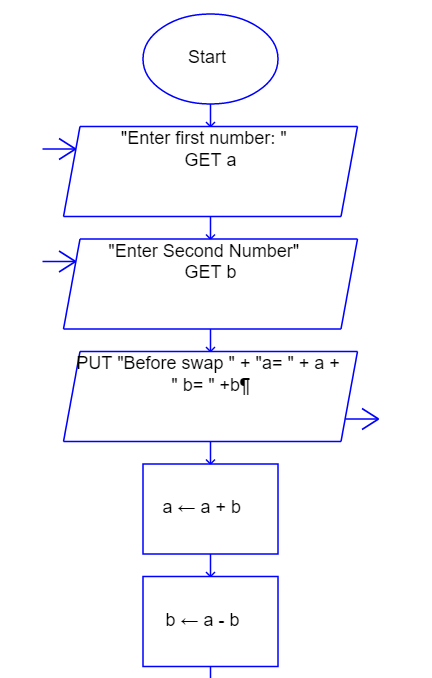 Start
"Enter first number: "
GET a
"Enter Second Number"
GET b
PUT "Before swap " + "a= " + a +
" b= " +b¶
a ← a + b
b ← a - b